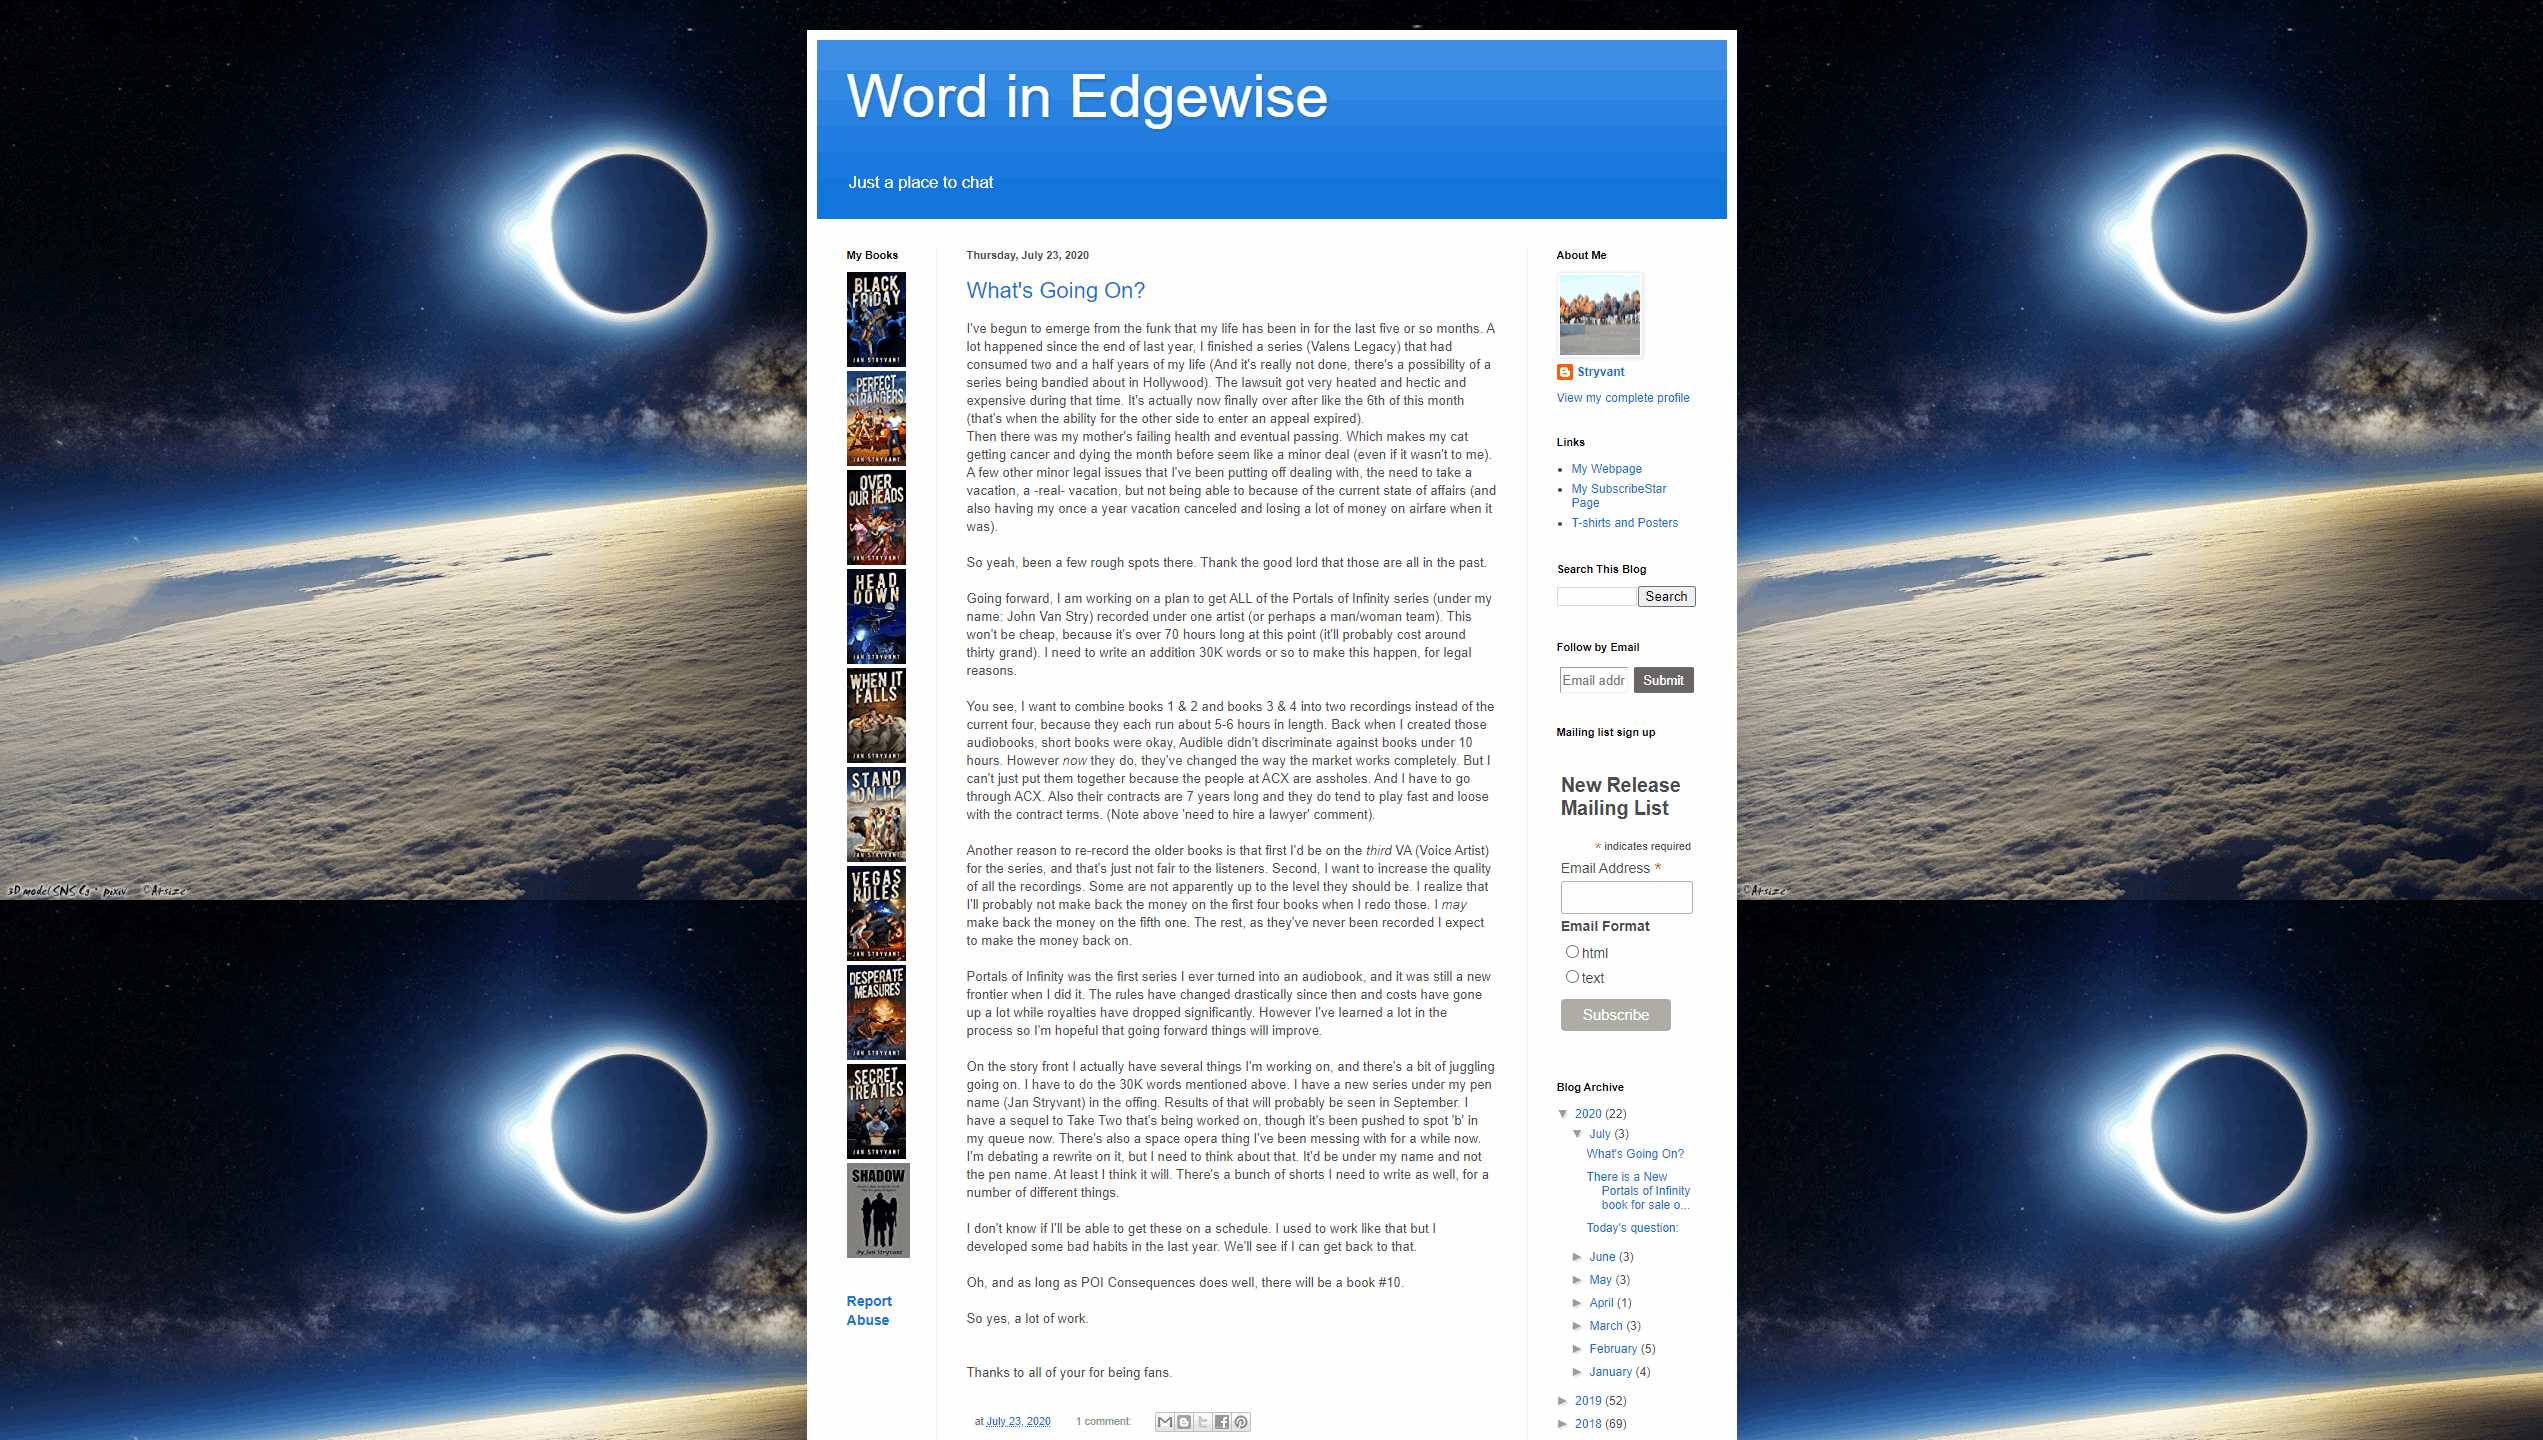 Word in Edgewise
Just a place to chat
My Books
BLACK FRIDAY
JAN STRYVANT
PERFECT STRANGERS
JAN STRYVANT
OVER OUR HEADS
JAN STRYVANT
HEAD DOWN
JAN STRYVANT
WHEN IT FALLS
JAN STRYVANT
STAND ON IT
JAN STRYVANT
VEGAS RULES
JAN STRYVANT
DESPERATE MEASURES
JAN STRYVANT
SECRET TREATIES
JAN STRYVANT
SHADOW
by Jan Stryvant
Report
Abuse
Thursday, July 23, 2020
What's Going On?
I've begun to emerge from the funk that my life has been in for the last five or so months. A
lot happened since the end of last year, I finished a series (Valens Legacy) that had
consumed two and a half years of my life (And it's really not done, there's a possibility of a
series being bandied about in Hollywood). The lawsuit got very heated and hectic and
expensive during that time. It's actually now finally over after like the 6th of this month
(that's when the ability for the other side to enter an appeal expired).
Then there was my mother's failing health and eventual passing. Which makes my cat
getting cancer and dying the month before seem like a minor deal (even if it wasn't to me).
A few other minor legal issues that I've been putting off dealing with, the need to take a
vacation, a -real- vacation, but not being able to because of the current state of affairs (and
also having my once a year vacation canceled and losing a lot of money on airfare when it
was).
So yeah, been a few rough spots there. Thank the good lord that those are all in the past.
Going forward, I am working on a plan to get ALL of the Portals of Infinity series (under my
name: John Van Stry) recorded under one artist (or perhaps a man/woman team). This
won't be cheap, because it's over 70 hours long at this point (it'll probably cost around
thirty grand). I need to write an addition 30K words or so to make this happen, for legal
reasons.
You see, I want to combine books 1 & 2 and books 3 & 4 into two recordings instead of the
current four, because they each run about 5-6 hours in length. Back when I created those
audiobooks, short books were okay, Audible didn't discriminate against books under 10
hours. However now they do, they've changed the way the market works completely. But I
can't just put them together because the people at ACX are assholes. And I have to go
through ACX. Also their contracts are 7 years long and they do tend to play fast and loose
with the contract terms. (Note above 'need to hire a lawyer' comment).
Another reason to re-record the older books is that first I'd be on the third VA (Voice Artist)
for the series, and that's just not fair to the listeners. Second, I want to increase the quality
of all the recordings. Some are not apparently up to the level they should be. I realize that
I'll probably not make back the money on the first four books when I redo those. I may
make back the money on the fifth one. The rest, as they've never been recorded I expect
to make the money back on.
Portals of Infinity was the first series I ever turned into an audiobook, and it was still a new
frontier when I did it. The rules have changed drastically since then and costs have gone
up a lot while royalties have dropped significantly. However I've learned a lot in the
process so I'm hopeful that going forward things will improve.
On the story front I actually have several things I'm working on, and there's a bit of juggling
going on. I have to do the 30K words mentioned above. I have a new series under my pen
name (Jan Stryvant) in the offing. Results of that will probably be seen in September. I
have a sequel to Take Two that's being worked on, though it's been pushed to spot 'b' in
my queue now. There's also a space opera thing I've been messing with for a while now.
I'm debating a rewrite on it, but I need to think about that. It'd be under my name and not
the pen name. At least I think it will. There's a bunch of shorts I need to write as well, for a
number of different things.
I don't know if I'll be able to get these on a schedule. I used to work like that but I
developed some bad habits in the last year. We'll see if I can get back to that.
Oh, and as long as POI Consequences does well, there will be a book #10.
So yes, a lot of work.
Thanks to all of your for being fans.
at July 23, 2020 1 comment:
About Me
Stryvant
View my complete profile
Links
My Webpage
My SubscribeStar
Page
T-shirts and Posters
Search This Blog
Search
Follow by Email
Email addr Submit
Mailing list sign up
New Release
Mailing List
* indicates required
Email Address *
Email Format
html
text
Subscribe
Blog Archive
▼ 2020 (22)
▼ July (3)
What's Going On?
There is a New
Portals of Infinity
book for sale o...
Today's question:
► June (3)
► May (3)
► April (1)
► March (3)
► February (5)
► January (4)
► 2019 (52)
► 2018 (69)
3D model SNS Cg · pixiv ©At-size
©At-size